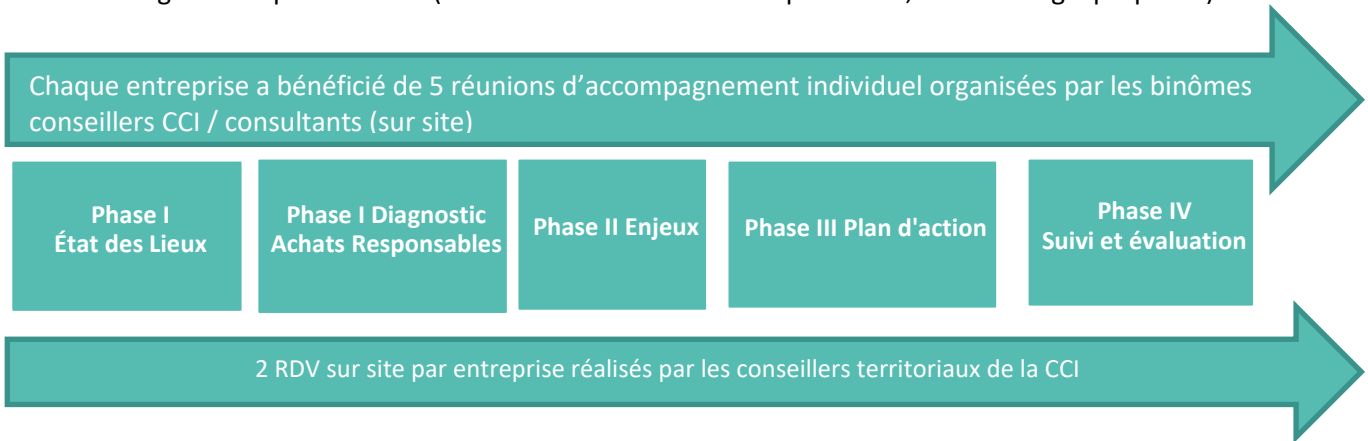 Chaque entreprise a bénéficié de 5 réunions d’accompagnement individuel organisées par les binômes
conseillers CCI / consultants (sur site)
Phase I
État des Lieux
Phase I Diagnostic
Achats Responsables
Phase II Enjeux
Phase III Plan d'action
Phase IV
Suivi et évaluation
2 RDV sur site par entreprise réalisés par les conseillers territoriaux de la CCI